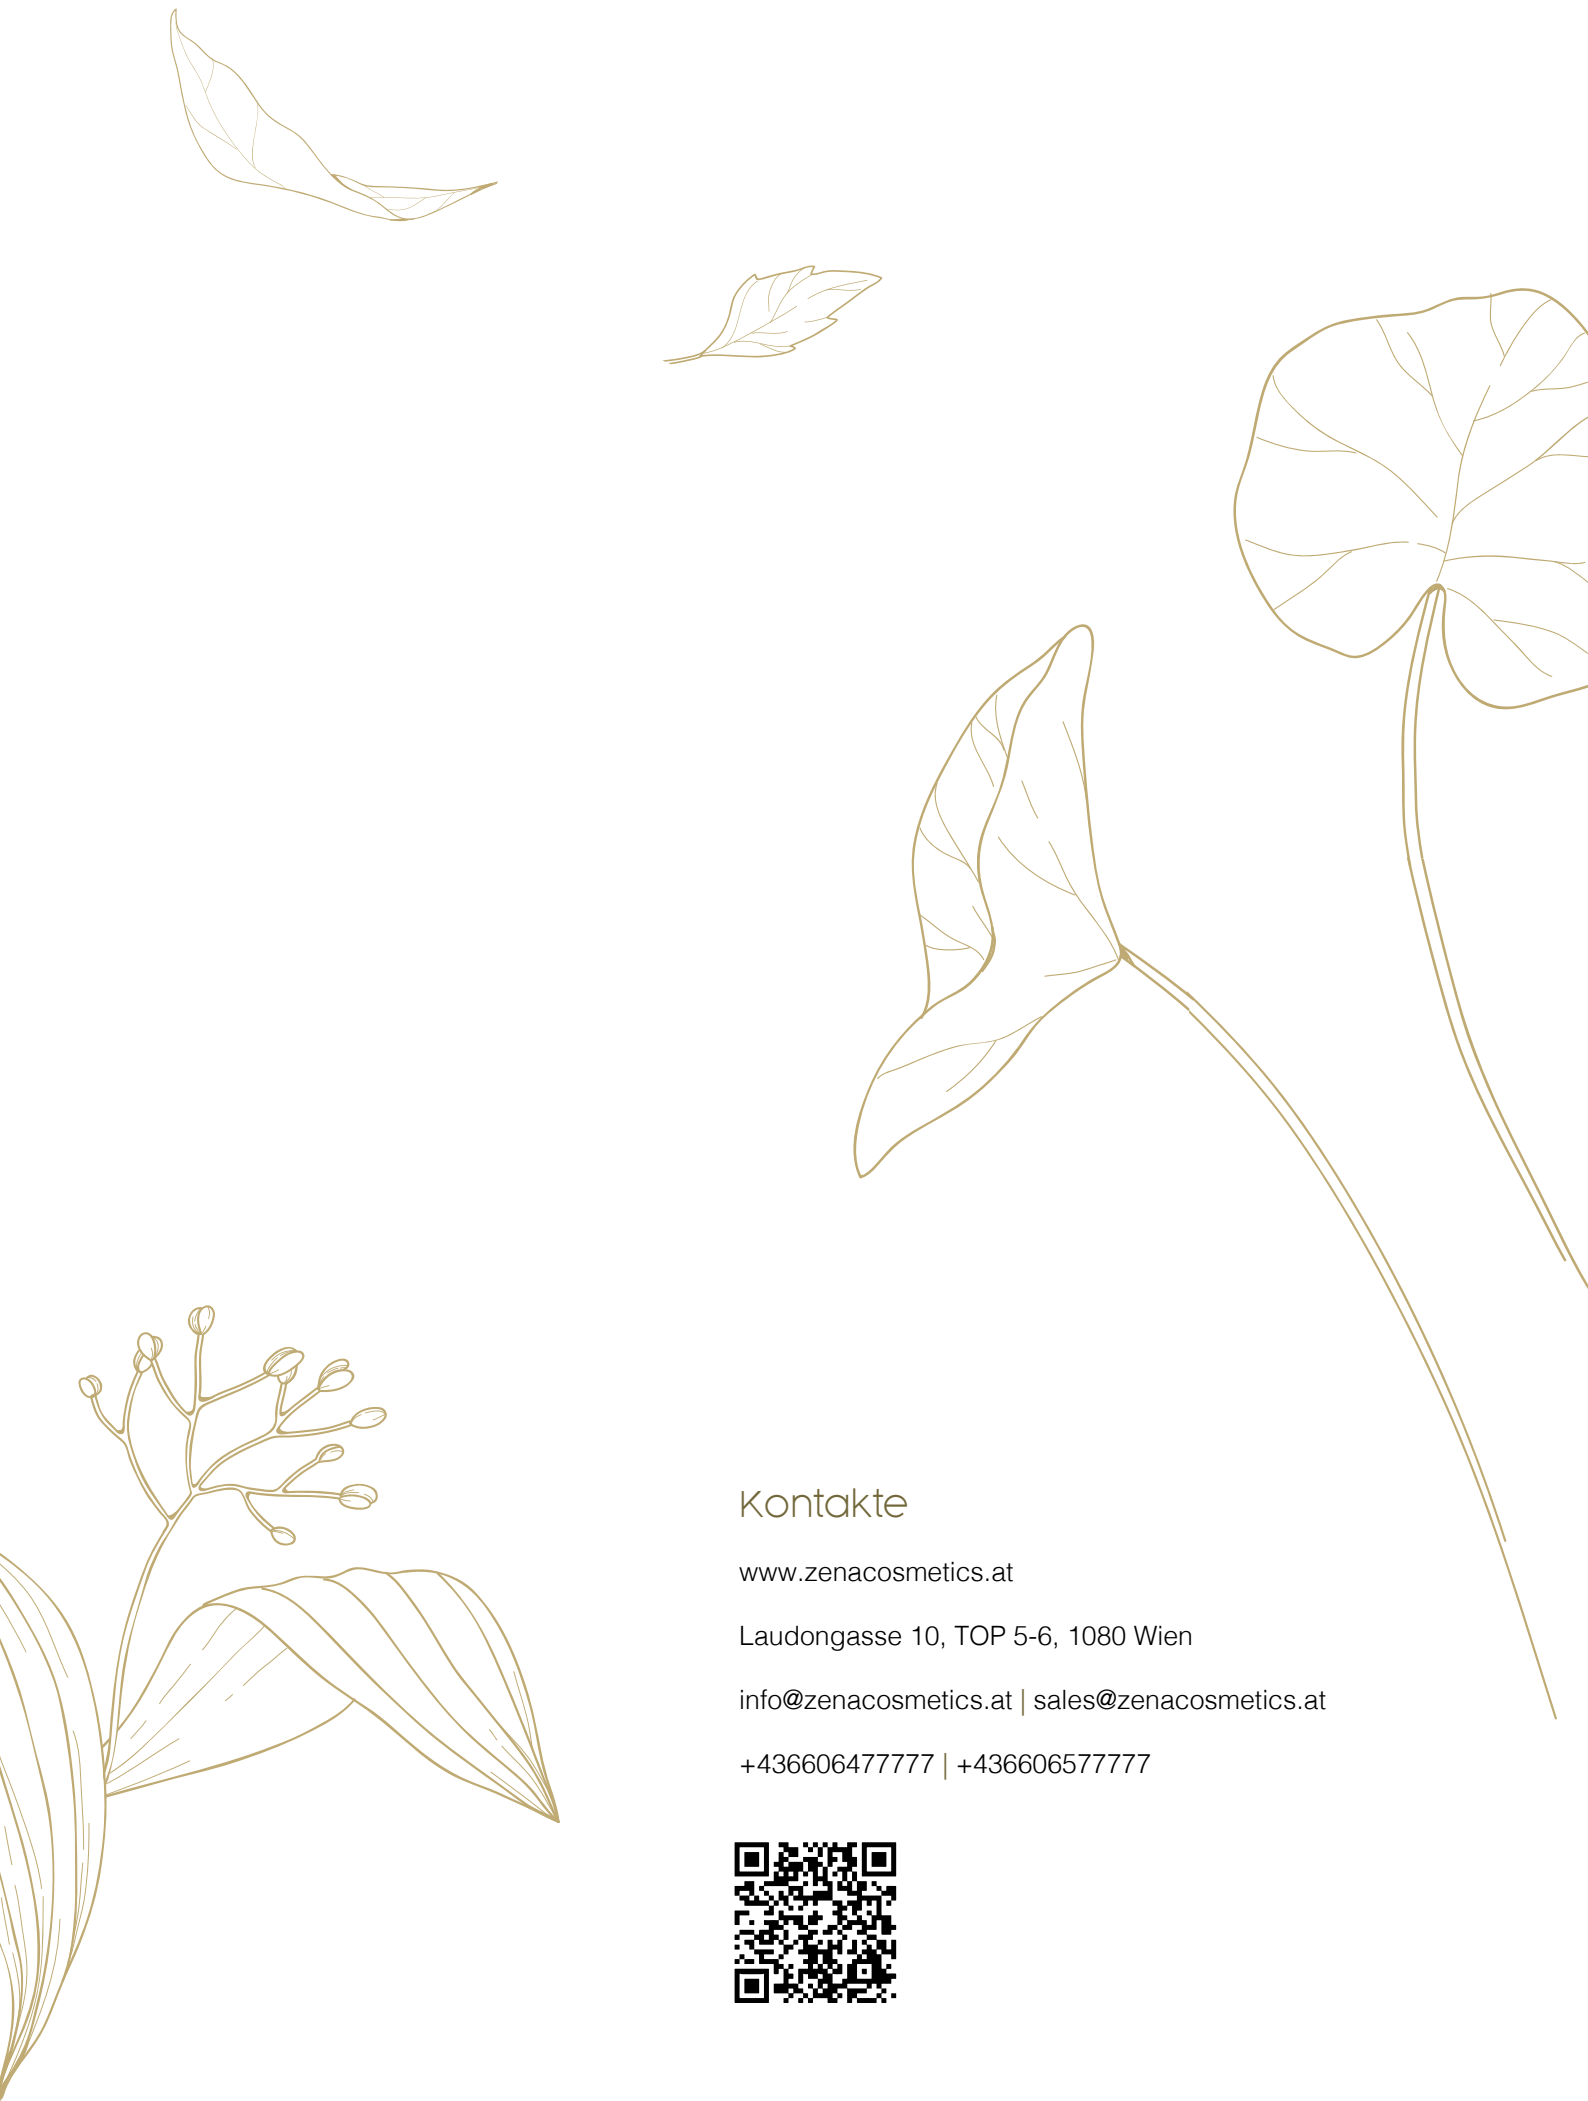 Kontakte
www.zenacosmetics.at
Laudongasse 10, TOP 5-6, 1080 Wien
info@zenacosmetics.at | sales@zenacosmetics.at
+436606477777 | +436606577777